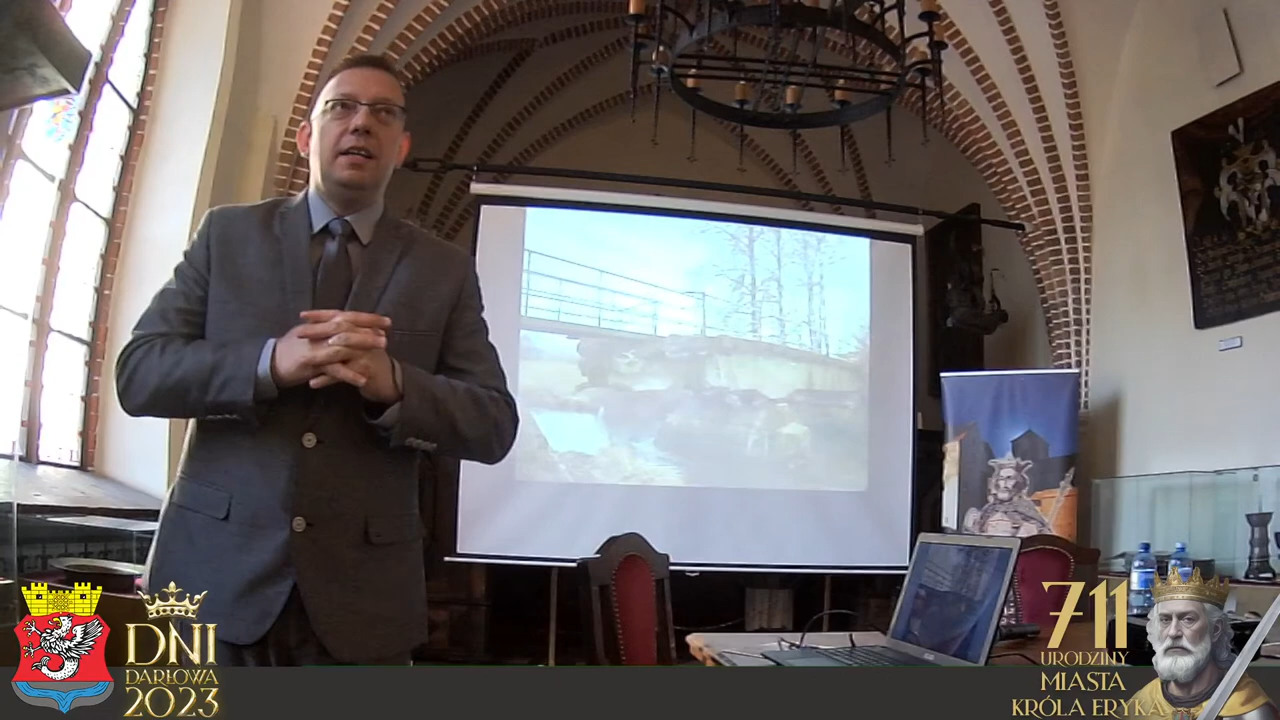 DNI
DARŁOWA
2023
711
URODZINY
MIASTA
KRÓLA ERYKA